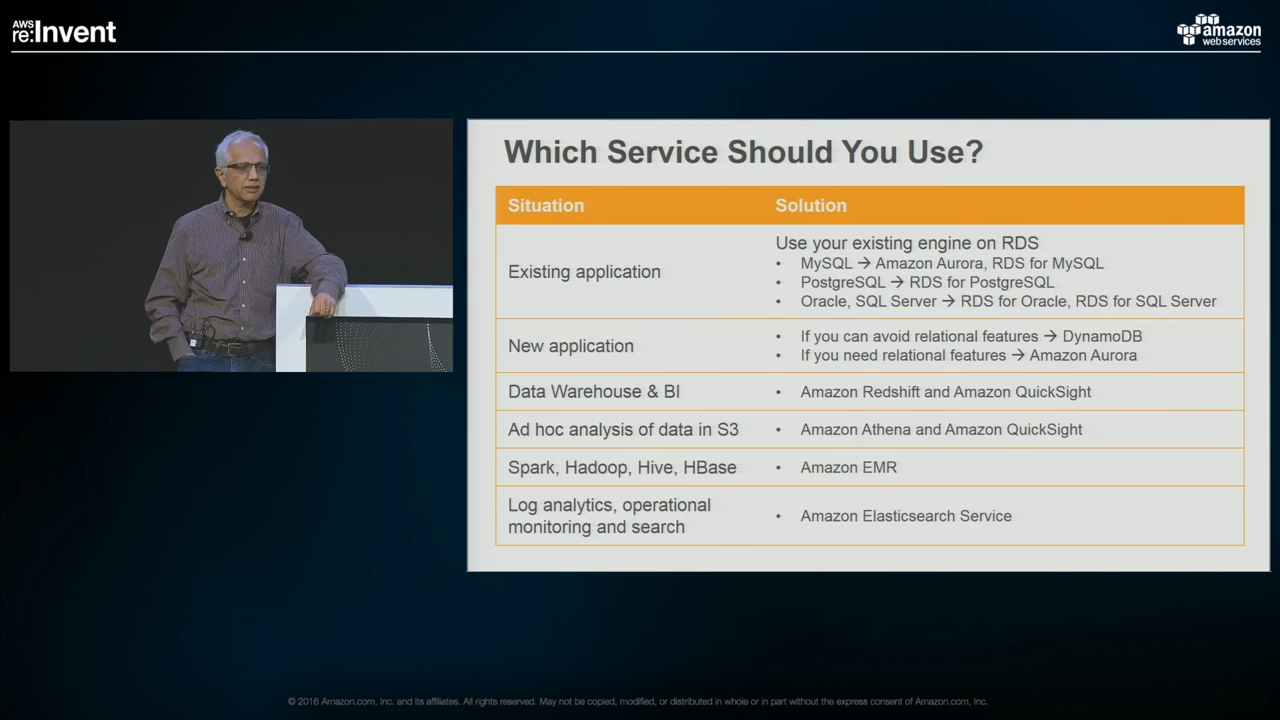 AWS
re:Invent
amazon
web services
Which Service Should You Use?
Situation
Solution
Existing application
Use your existing engine on RDS
• MySQL → Amazon Aurora, RDS for MySQL
• PostgreSQL → RDS for PostgreSQL
• Oracle, SQL Server → RDS for Oracle, RDS for SQL Server
New application
• If you can avoid relational features → DynamoDB
• If you need relational features → Amazon Aurora
Data Warehouse & BI
• Amazon Redshift and Amazon QuickSight
Ad hoc analysis of data in S3
• Amazon Athena and Amazon QuickSight
Spark, Hadoop, Hive, HBase
• Amazon EMR
Log analytics, operational
monitoring and search
• Amazon Elasticsearch Service
© 2016 Amazon.com, Inc. and its affiliates. All rights reserved. May not be copied, modified, or distributed in whole or in part without the express consent of Amazon.com, Inc.